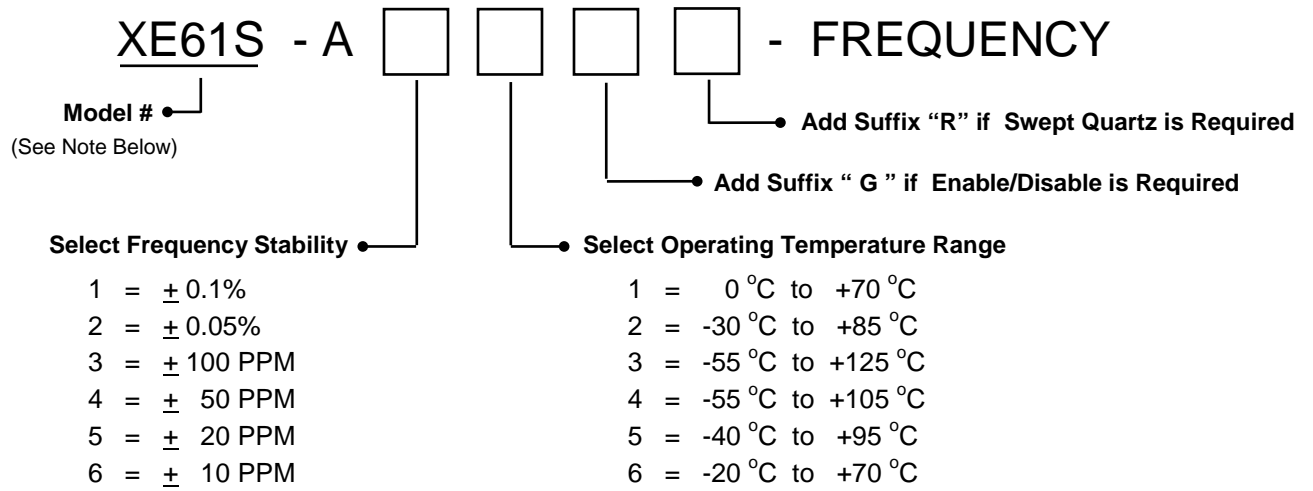 XE61S - A - FREQUENCY
Model #
(See Note Below)
Add Suffix “R” if Swept Quartz is Required
Add Suffix “ G ” if Enable/Disable is Required
Select Frequency Stability
1 = ± 0.1%
2 = ± 0.05%
3 = ± 100 PPM
4 = ± 50 PPM
5 = ± 20 PPM
6 = ± 10 PPM
Select Operating Temperature Range
1 = 0 °C to +70 °C
2 = -30 °C to +85 °C
3 = -55 °C to +125 °C
4 = -55 °C to +105 °C
5 = -40 °C to +95 °C
6 = -20 °C to +70 °C